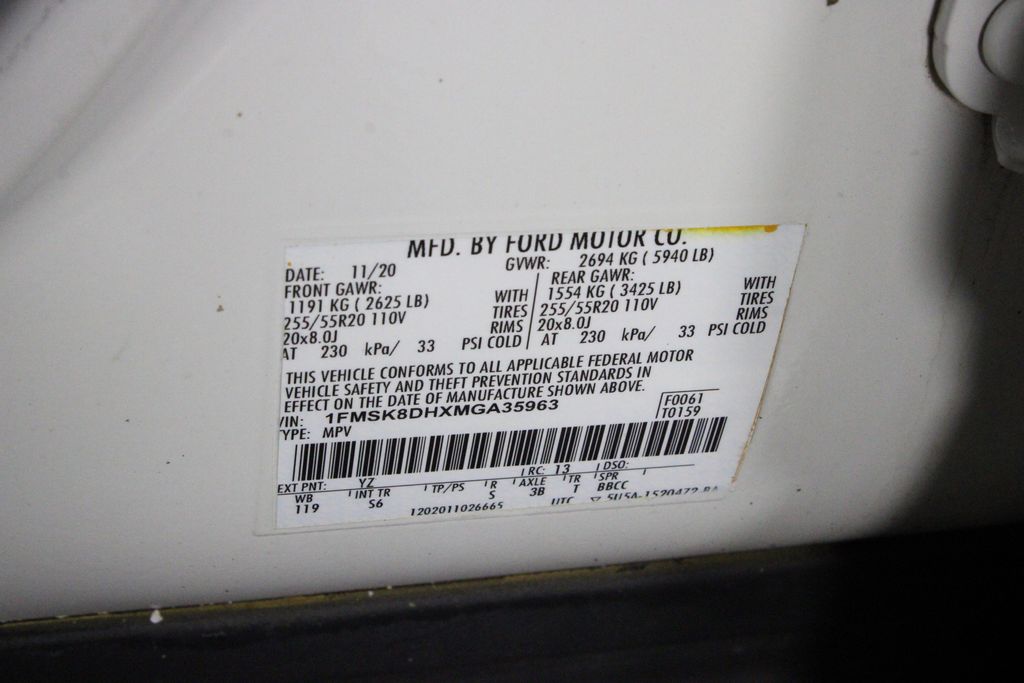 MFD. BY FORD MOTOR CO.
DATE: 11/20 GVWR: 2694 KG ( 5940 LB)
FRONT GAWR: REAR GAWR:
1191 KG ( 2625 LB) WITH 1554 KG ( 3425 LB) WITH
255/55R20 110V TIRES 255/55R20 110V TIRES
20x8.0J RIMS 20x8.0J RIMS
AT 230 kPa/ 33 PSI COLD AT 230 kPa/ 33 PSI COLD
THIS VEHICLE CONFORMS TO ALL APPLICABLE FEDERAL MOTOR
VEHICLE SAFETY AND THEFT PREVENTION STANDARDS IN
EFFECT ON THE DATE OF MANUFACTURE SHOWN ABOVE.
VIN: 1FMSK8DHXMGA35963 F0061
TYPE: MPV T0159
EXT PNT: YZ RC: 13 DSO:
WB INT TR TP/PS R AXLE TR SPR
119 S6 S 3B T BBCC
1202011026665 UTC ▽ 5U5A-1520472-BA